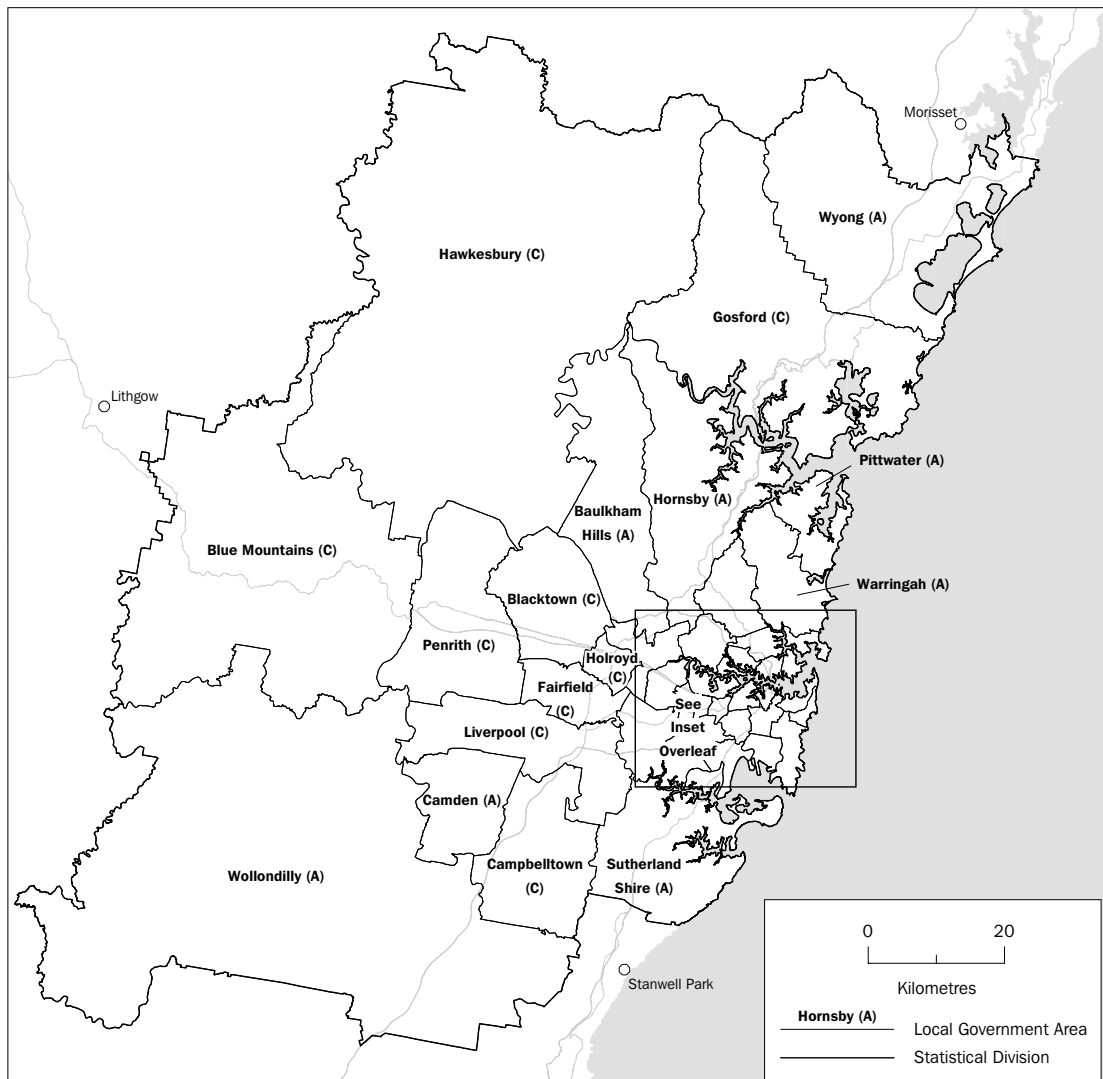 Morisset
Wyong (A)
Hawkesbury (C)
Gosford (C)
Lithgow
Pittwater (A)
Hornsby (A)
Baulkham
Hills (A)
Blue Mountains (C)
Warringah (A)
Blacktown (C)
Penrith (C)
Holroyd
(C)
Fairfield
(C)
See
Inset
Overleaf
Liverpool (C)
Camden (A)
Campbelltown
(C)
Sutherland
Shire (A)
Wollondilly (A)
Stanwell Park
0 20
Kilometres
Hornsby (A)
Local Government Area
Statistical Division